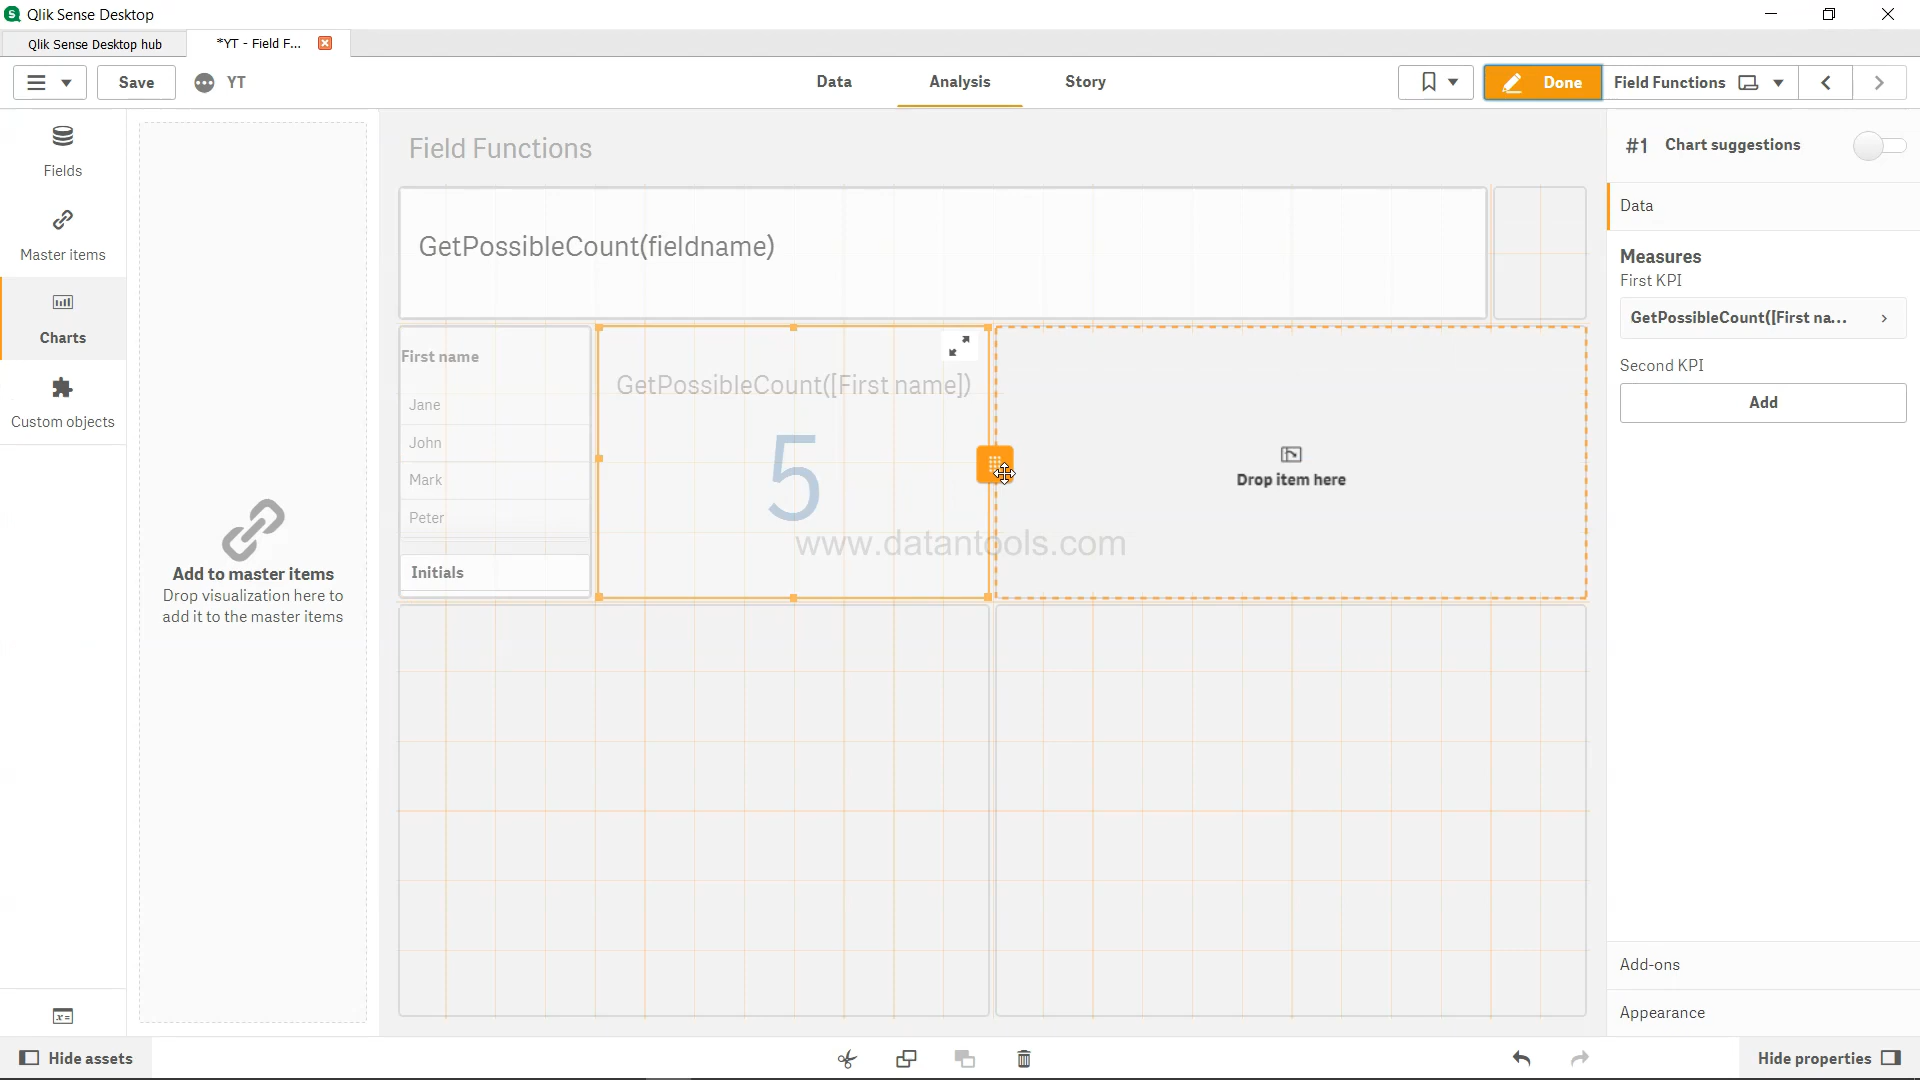 Qlik Sense Desktop
Qlik Sense Desktop hub
*YT - Field F...
Save
YT
Data
Analysis
Story
Done
Field Functions
Fields
Master items
Charts
Custom objects
Add to master items
Drop visualization here to
add it to the master items
Field Functions
GetPossibleCount(fieldname)
First name
Jane
John
Mark
Peter
Initials
GetPossibleCount([First name])
5
Drop item here
www.datantools.com
#1 Chart suggestions
Data
Measures
First KPI
GetPossibleCount([First na...
Second KPI
Add
Add-ons
Appearance
x=
Hide assets
Hide properties